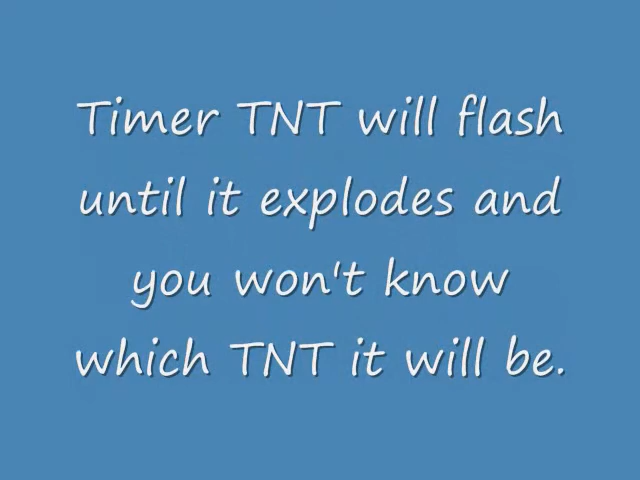 Timer TNT will flash
until it explodes and
you won't know
which TNT it will be.